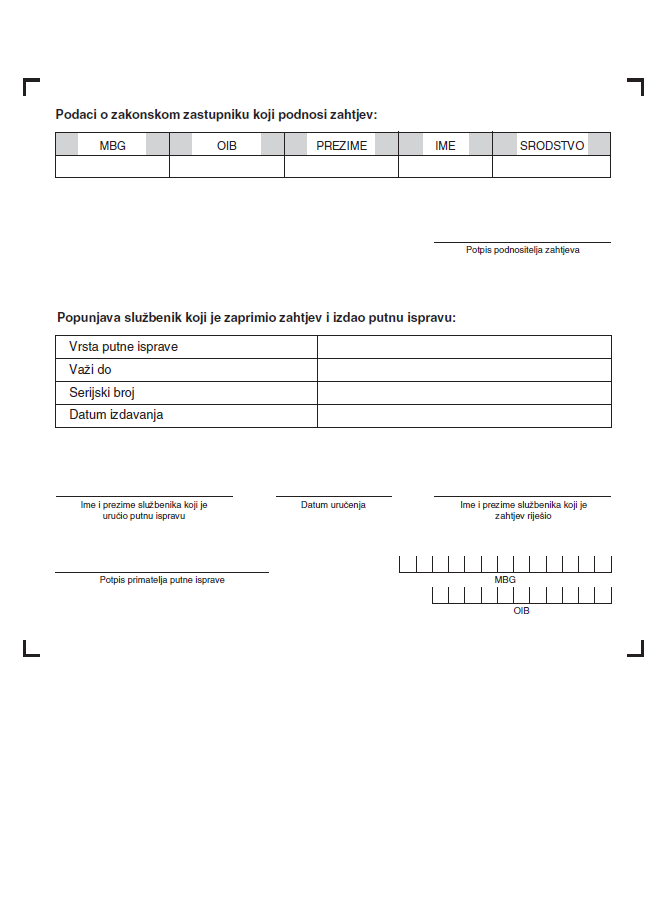 Podaci o zakonskom zastupniku koji podnosi zahtjev:
MBG OIB PREZIME IME SRODSTVO
Potpis podnositelja zahtjeva
Popunjava službenik koji je zaprimio zahtjev i izdao putnu ispravu:
Vrsta putne isprave
Važi do
Serijski broj
Datum izdavanja
Ime i prezime službenika koji je
uručio putnu ispravu
Datum uručenja
Ime i prezime službenika koji je
zahtjev riješio
Potpis primatelja putne isprave
MBG
OIB